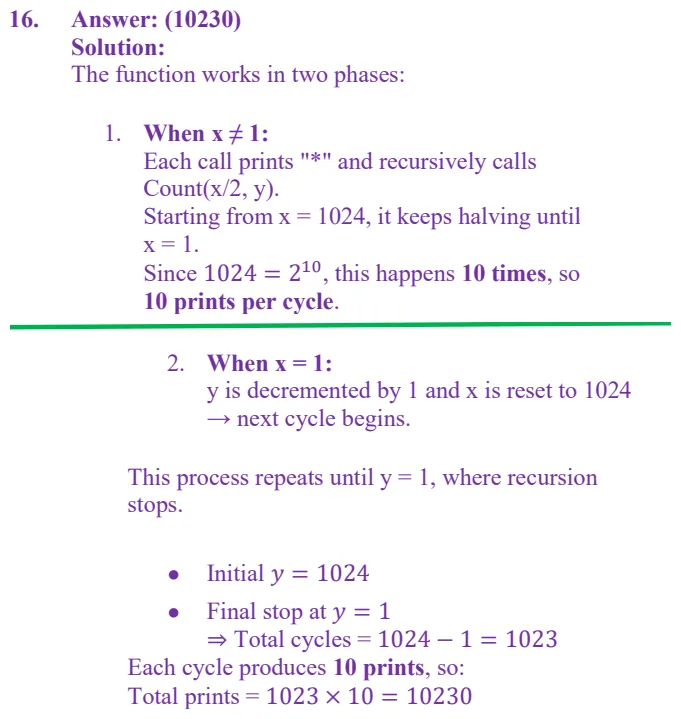 16. Answer: (10230)
Solution:
The function works in two phases:
1. When x ≠ 1:
Each call prints "*" and recursively calls
Count(x/2, y).
Starting from x = 1024, it keeps halving until
x = 1.
Since 1024 = 2¹⁰, this happens 10 times, so
10 prints per cycle.
2. When x = 1:
y is decremented by 1 and x is reset to 1024
→ next cycle begins.
This process repeats until y = 1, where recursion
stops.
● Initial y = 1024
● Final stop at y = 1
⇒ Total cycles = 1024 − 1 = 1023
Each cycle produces 10 prints, so:
Total prints = 1023 × 10 = 10230